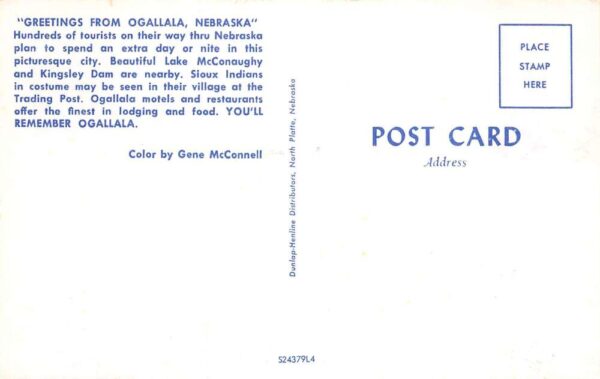 "GREETINGS FROM OGALLALA, NEBRASKA"
Hundreds of tourists on their way thru Nebraska
plan to spend an extra day or nite in this
picturesque city. Beautiful Lake McConaughy
and Kingsley Dam are nearby. Sioux Indians
in costume may be seen in their village at the
Trading Post. Ogallala motels and restaurants
offer the finest in lodging and food. YOU'LL
REMEMBER OGALLALA.
Color by Gene McConnell
Dunlap-Henline Distributors, North Platte, Nebraska
PLACE
STAMP
HERE
POST CARD
Address
S24379L4